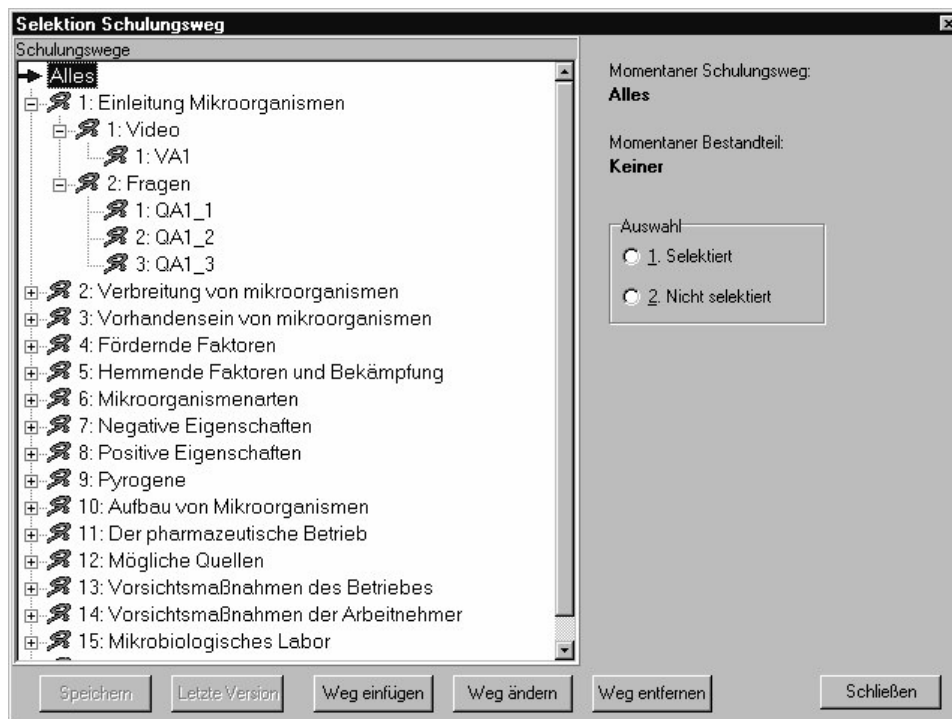 Selektion Schulungsweg
Schulungswege
Alles
1: Einleitung Mikroorganismen
1: Video
1: VA1
2: Fragen
1: QA1_1
2: QA1_2
3: QA1_3
2: Verbreitung von mikroorganismen
3: Vorhandensein von mikroorganismen
4: Fördernde Faktoren
5: Hemmende Faktoren und Bekämpfung
6: Mikroorganismenarten
7: Negative Eigenschaften
8: Positive Eigenschaften
9: Pyrogene
10: Aufbau von Mikroorganismen
11: Der pharmazeutische Betrieb
12: Mögliche Quellen
13: Vorsichtsmaßnahmen des Betriebes
14: Vorsichtsmaßnahmen der Arbeitnehmer
15: Mikrobiologisches Labor
Momentaner Schulungsweg:
Alles
Momentaner Bestandteil:
Keiner
Auswahl
1. Selektiert
2. Nicht selektiert
Speichern
Letzte Version
Weg einfügen
Weg ändern
Weg entfernen
Schließen